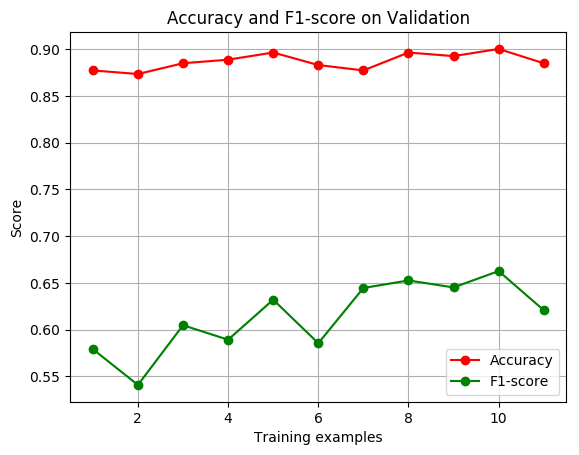 Accuracy and F1-score on Validation
0.90
0.85
0.80
0.75
0.70
0.65
0.60
0.55
Score
2 4 6 8 10
Training examples
Accuracy
F1-score